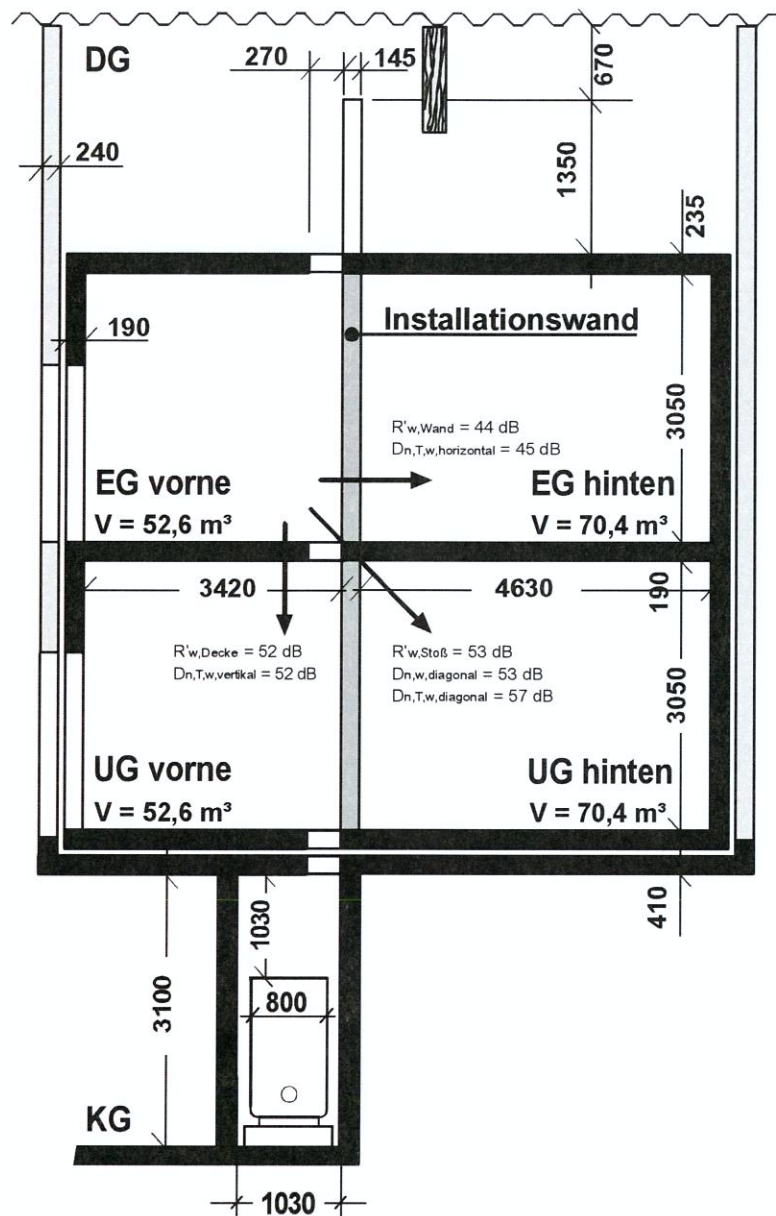 DG
270
145
670
240
1350
235
190
Installationswand
R'w,Wand = 44 dB
Dn,T,w,horizontal = 45 dB
3050
EG vorne
V = 52,6 m³
EG hinten
V = 70,4 m³
3420
4630
190
R'w,Decke = 52 dB
Dn,T,w,vertikal = 52 dB
R'w,Stoß = 53 dB
Dn,w,diagonal = 53 dB
Dn,T,w,diagonal = 57 dB
3050
UG vorne
V = 52,6 m³
UG hinten
V = 70,4 m³
410
1030
3100
800
KG
1030